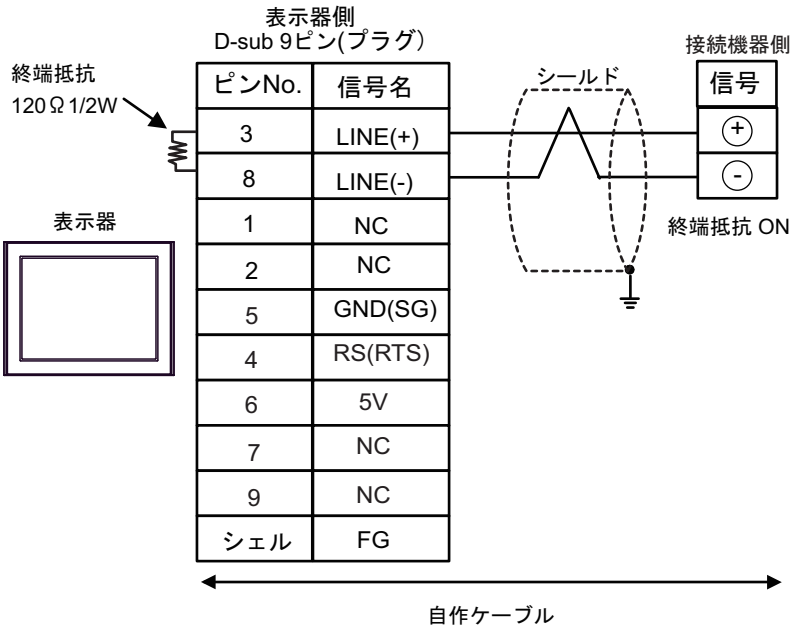 表示器側
D-sub 9ピン(プラグ)
接続機器側
終端抵抗
120Ω1/2W
ピンNo. 信号名
シールド
信号
3 LINE(+)
+
8 LINE(-)
-
表示器
1 NC
終端抵抗 ON
2 NC
5 GND(SG)
4 RS(RTS)
6 5V
7 NC
9 NC
シェル FG
自作ケーブル